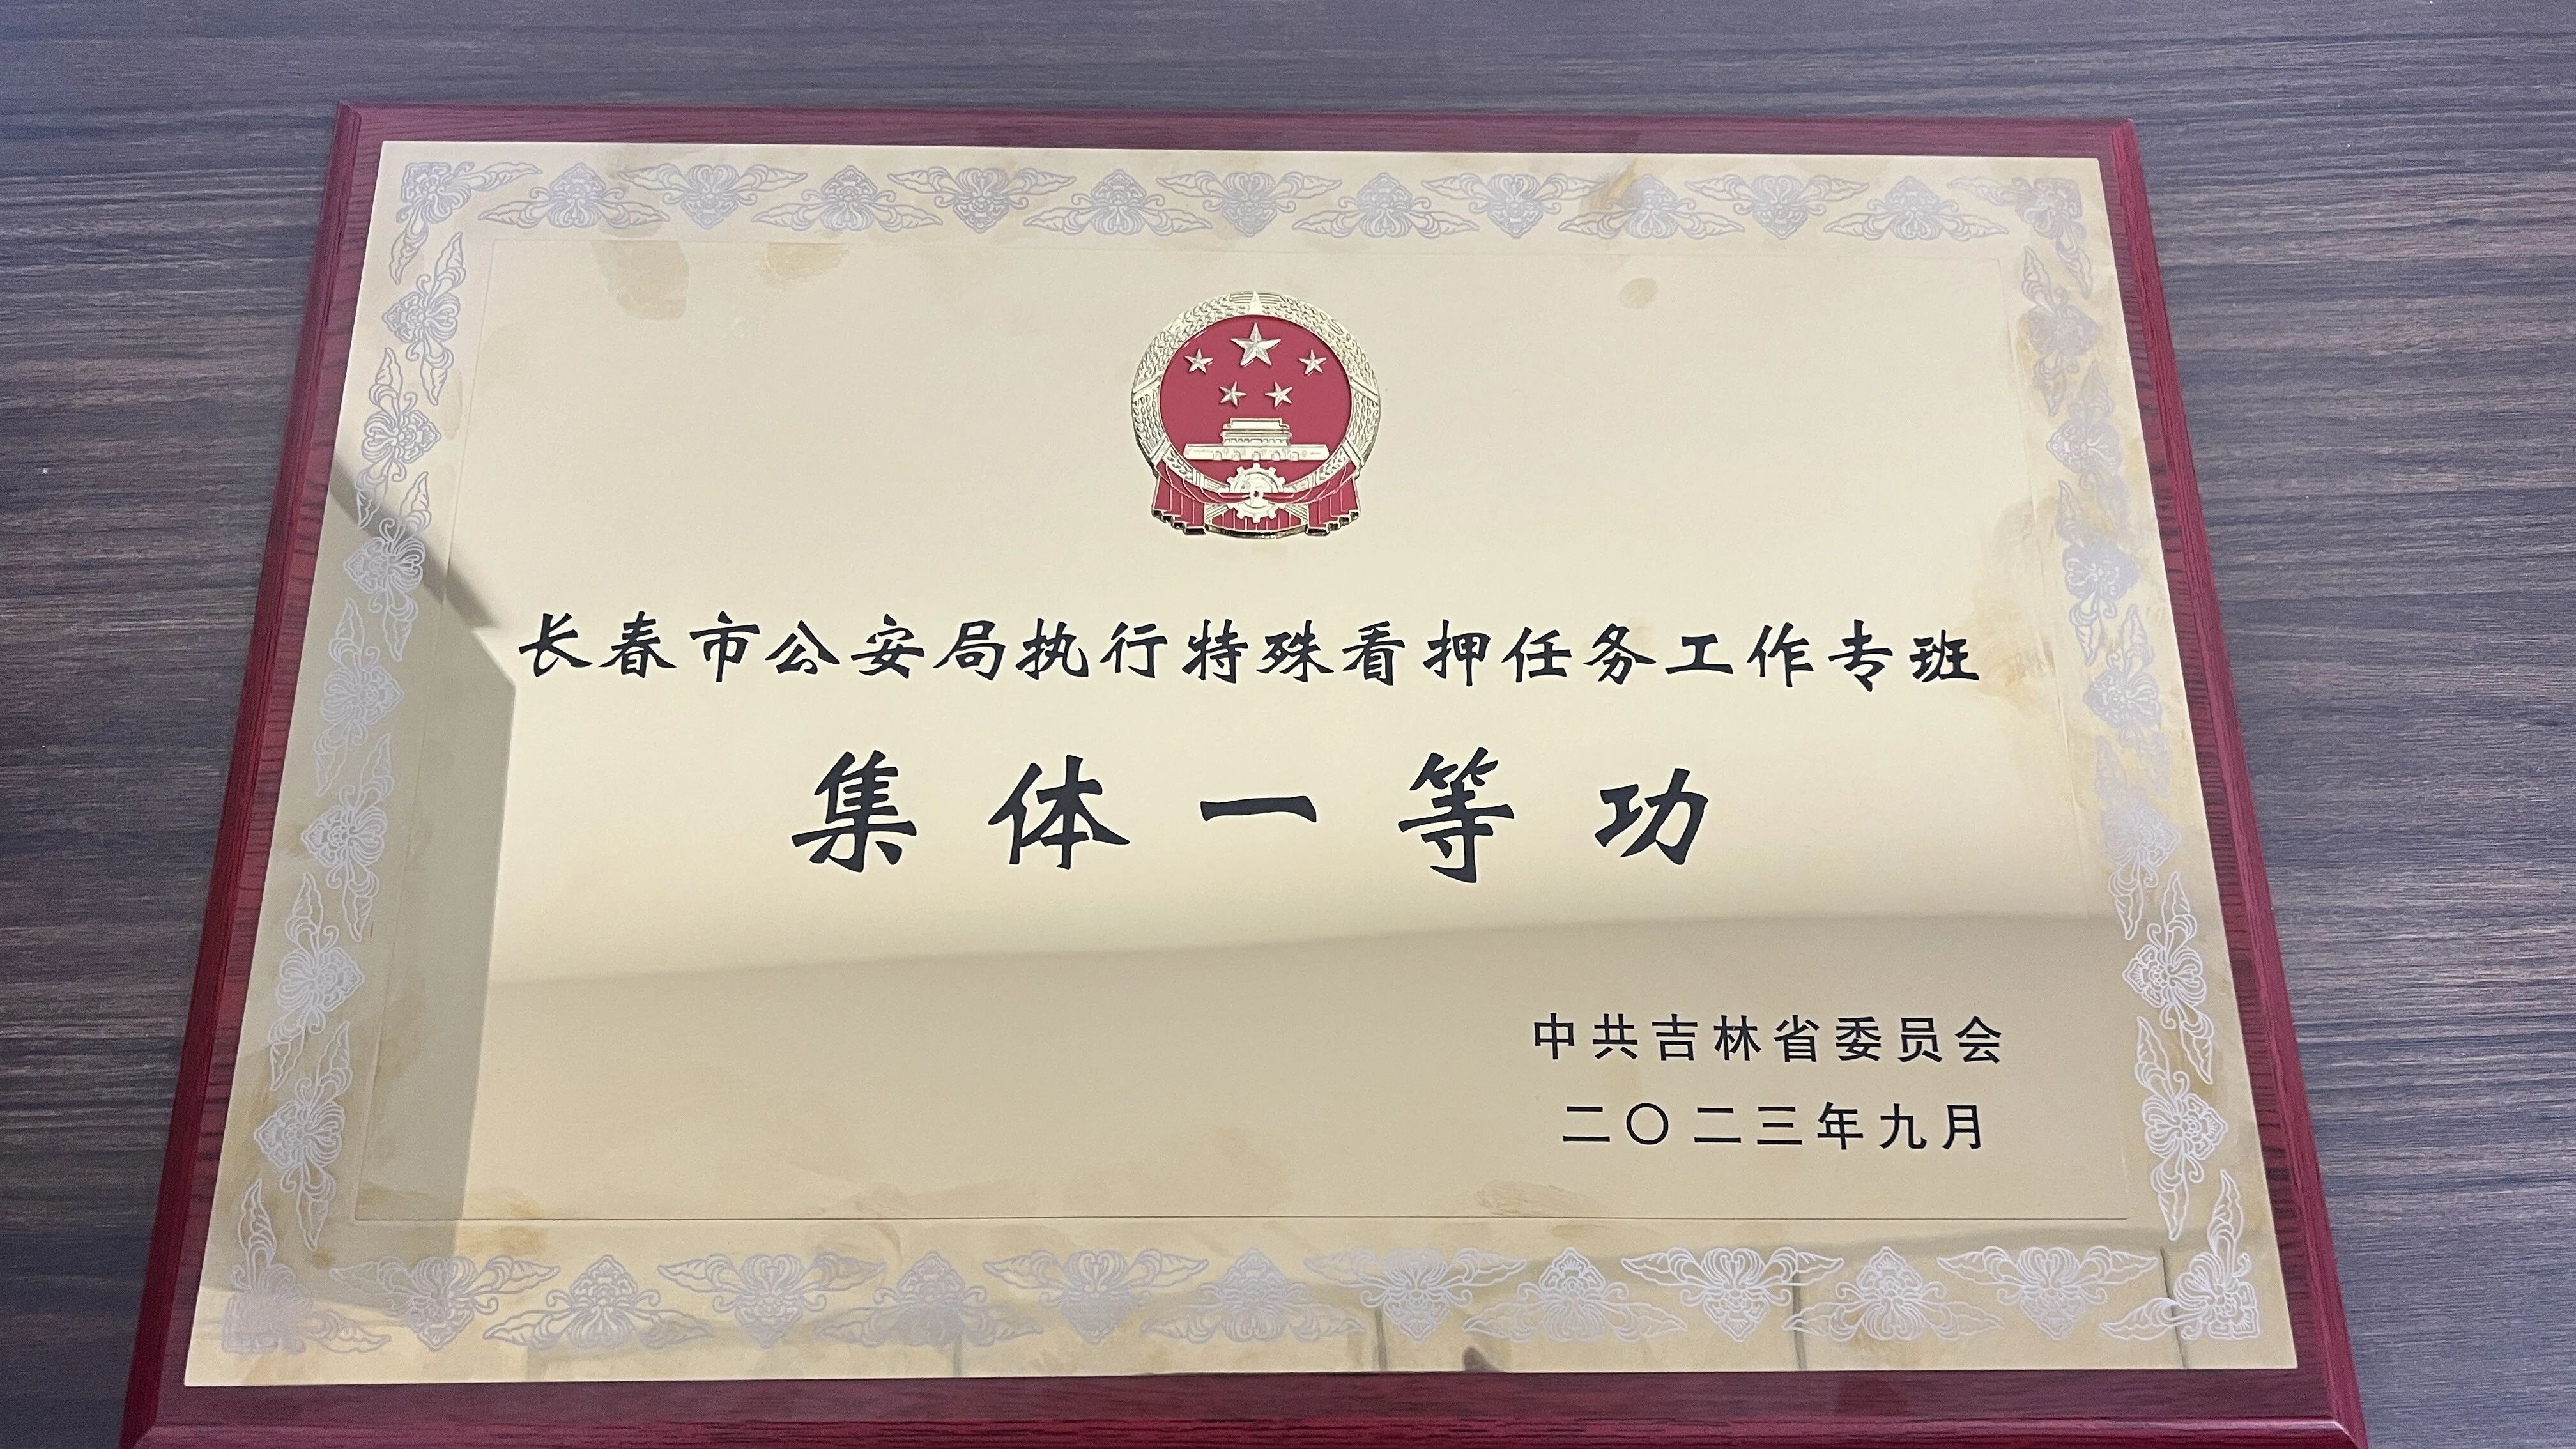 长春市公安局执行特殊看押任务工作专班
集体一等功
中共吉林省委员会
二〇二三年九月